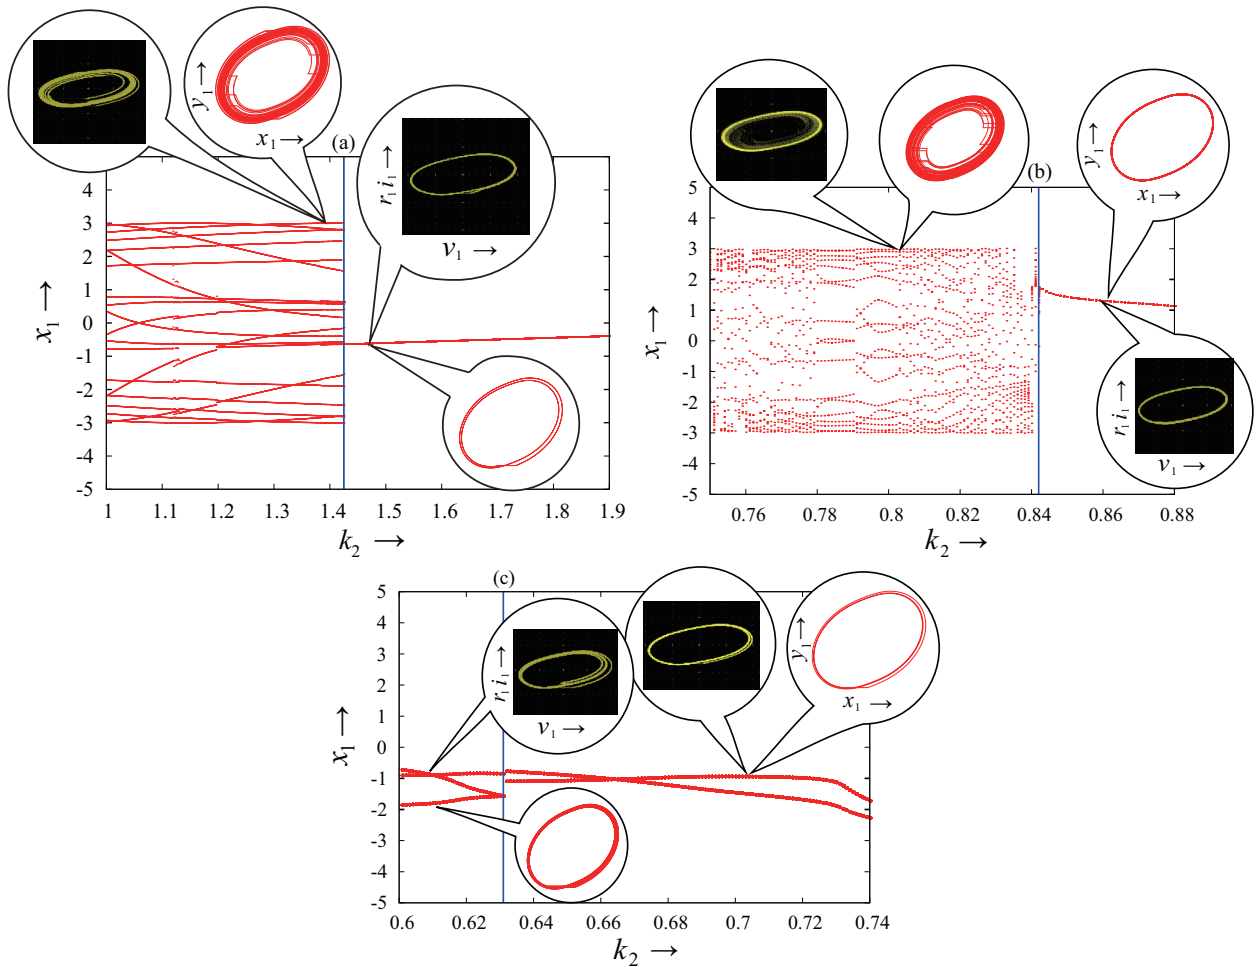 (a)
y₁ →
x₁ →
r₁ i₁ →
v₁ →
x₁ →
4
3
2
1
0
-1
-2
-3
-4
-5
1
1.1
1.2
1.3
1.4
1.5
1.6
1.7
1.8
1.9
k₂ →
(b)
y₁ →
x₁ →
r₁ i₁ →
v₁ →
x₁ →
5
4
3
2
1
0
-1
-2
-3
-4
-5
0.76
0.78
0.8
0.82
0.84
0.86
0.88
k₂ →
(c)
r₁ i₁ →
v₁ →
y₁ →
x₁ →
x₁ →
5
4
3
2
1
0
-1
-2
-3
-4
-5
0.6
0.62
0.64
0.66
0.68
0.7
0.72
0.74
k₂ →